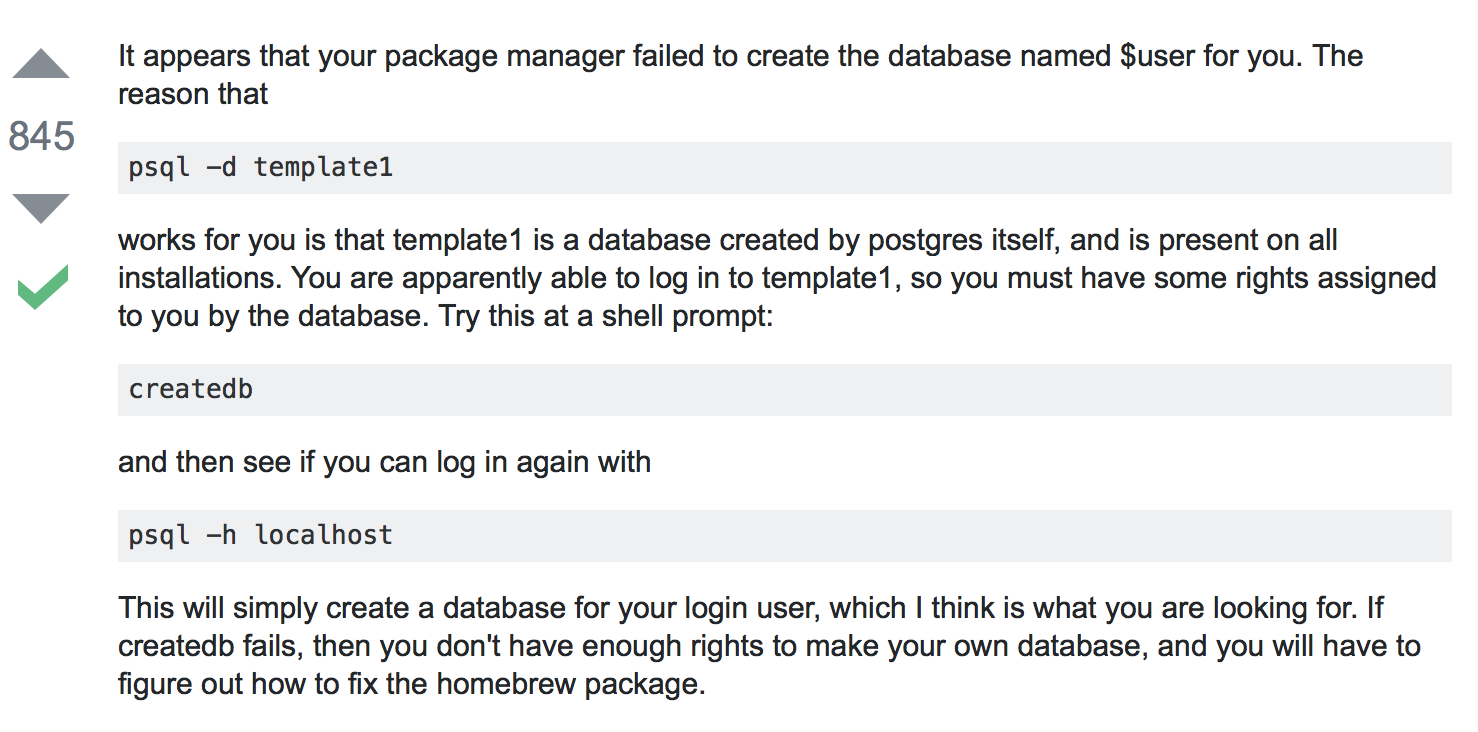 It appears that your package manager failed to create the database named $user for you. The
reason that
845
psql -d template1
works for you is that template1 is a database created by postgres itself, and is present on all
installations. You are apparently able to log in to template1, so you must have some rights assigned
to you by the database. Try this at a shell prompt:
createdb
and then see if you can log in again with
psql -h localhost
This will simply create a database for your login user, which I think is what you are looking for. If
createdb fails, then you don't have enough rights to make your own database, and you will have to
figure out how to fix the homebrew package.